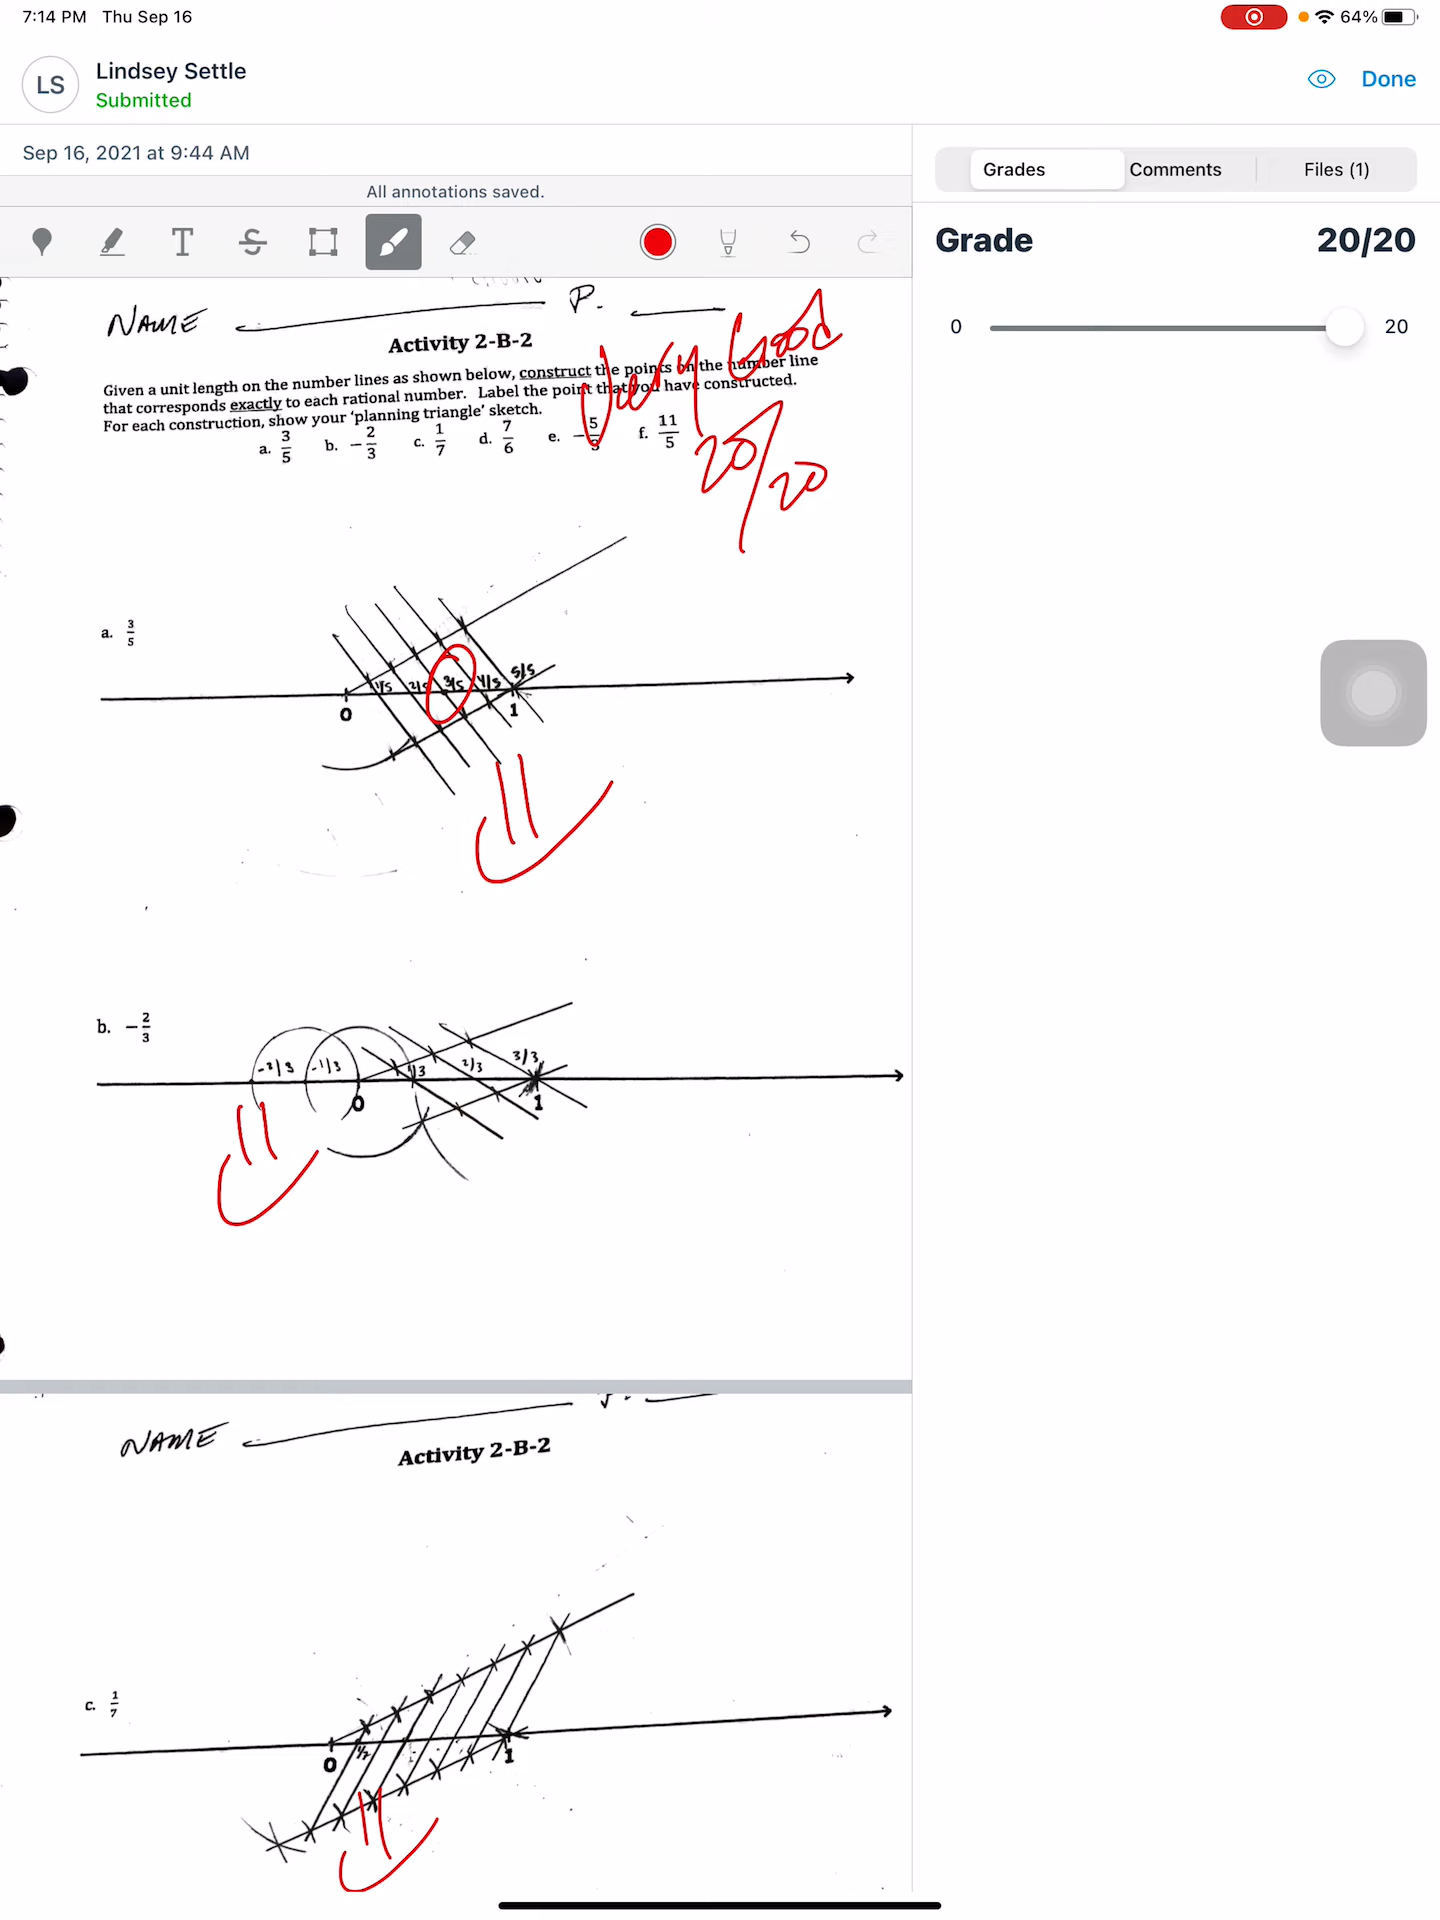 7:14 PM Thu Sep 16
64%
LS
Lindsey Settle
Submitted
Done
Sep 16, 2021 at 9:44 AM
All annotations saved.
Grades
Comments
Files (1)
Grade
20/20
0
20
NAME P.
Activity 2-B-2
Very Good
Given a unit length on the number lines as shown below, construct the points on the number line
that corresponds exactly to each rational number. Label the point that you have constructed.
For each construction, show your 'planning triangle' sketch.
a. 3/5 b. -2/3 c. 1/7 d. 7/6 e. -5/3 f. 11/5
20/20
a. 3/5
1/5 2/5 3/5 4/5 5/5
0 1
b. -2/3
-2/3 -1/3 1/3 2/3 3/3
0 1
NAME
Activity 2-B-2
c. 1/7
0 1/7 1